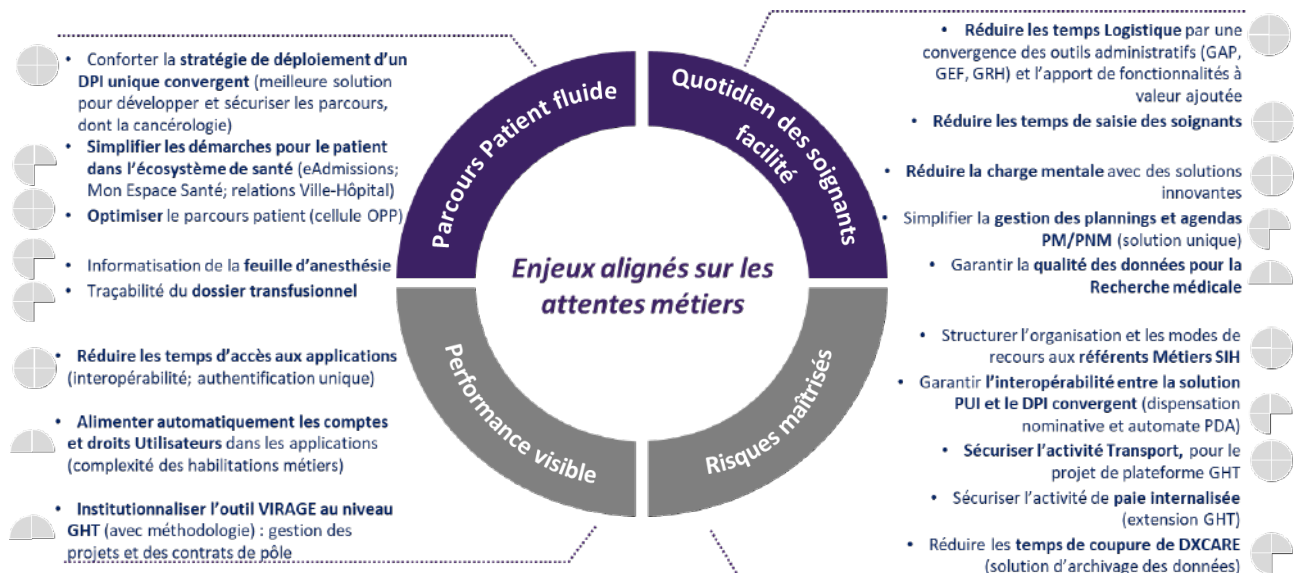 • Conforter la stratégie de déploiement d'un
DPI unique convergent (meilleure solution
pour développer et sécuriser les parcours,
dont la cancérologie)
• Simplifier les démarches pour le patient
dans l'écosystème de santé (eAdmissions;
Mon Espace Santé; relations Ville-Hôpital)
• Optimiser le parcours patient (cellule OPP)
• Informatisation de la feuille d'anesthésie
• Traçabilité du dossier transfusionnel
• Réduire les temps d'accès aux applications
(interopérabilité; authentification unique)
• Alimenter automatiquement les comptes
et droits Utilisateurs dans les applications
(complexité des habilitations métiers)
• Institutionnaliser l'outil VIRAGE au niveau
GHT (avec méthodologie) : gestion des
projets et des contrats de pôle
Parcours Patient fluide
Quotidien des soignants
facilité
Enjeux alignés sur les
attentes métiers
Performance visible
Risques maîtrisés
• Réduire les temps Logistique par une
convergence des outils administratifs (GAP,
GEF, GRH) et l'apport de fonctionnalités à
valeur ajoutée
• Réduire les temps de saisie des soignants
• Réduire la charge mentale avec des solutions
innovantes
• Simplifier la gestion des plannings et agendas
PM/PNM (solution unique)
• Garantir la qualité des données pour la
Recherche médicale
• Structurer l'organisation et les modes de
recours aux référents Métiers SIH
• Garantir l'interopérabilité entre la solution
PUI et le DPI convergent (dispensation
nominative et automate PDA)
• Sécuriser l'activité Transport, pour le
projet de plateforme GHT
• Sécuriser l'activité de paie internalisée
(extension GHT)
• Réduire les temps de coupure de DXCARE
(solution d'archivage des données)